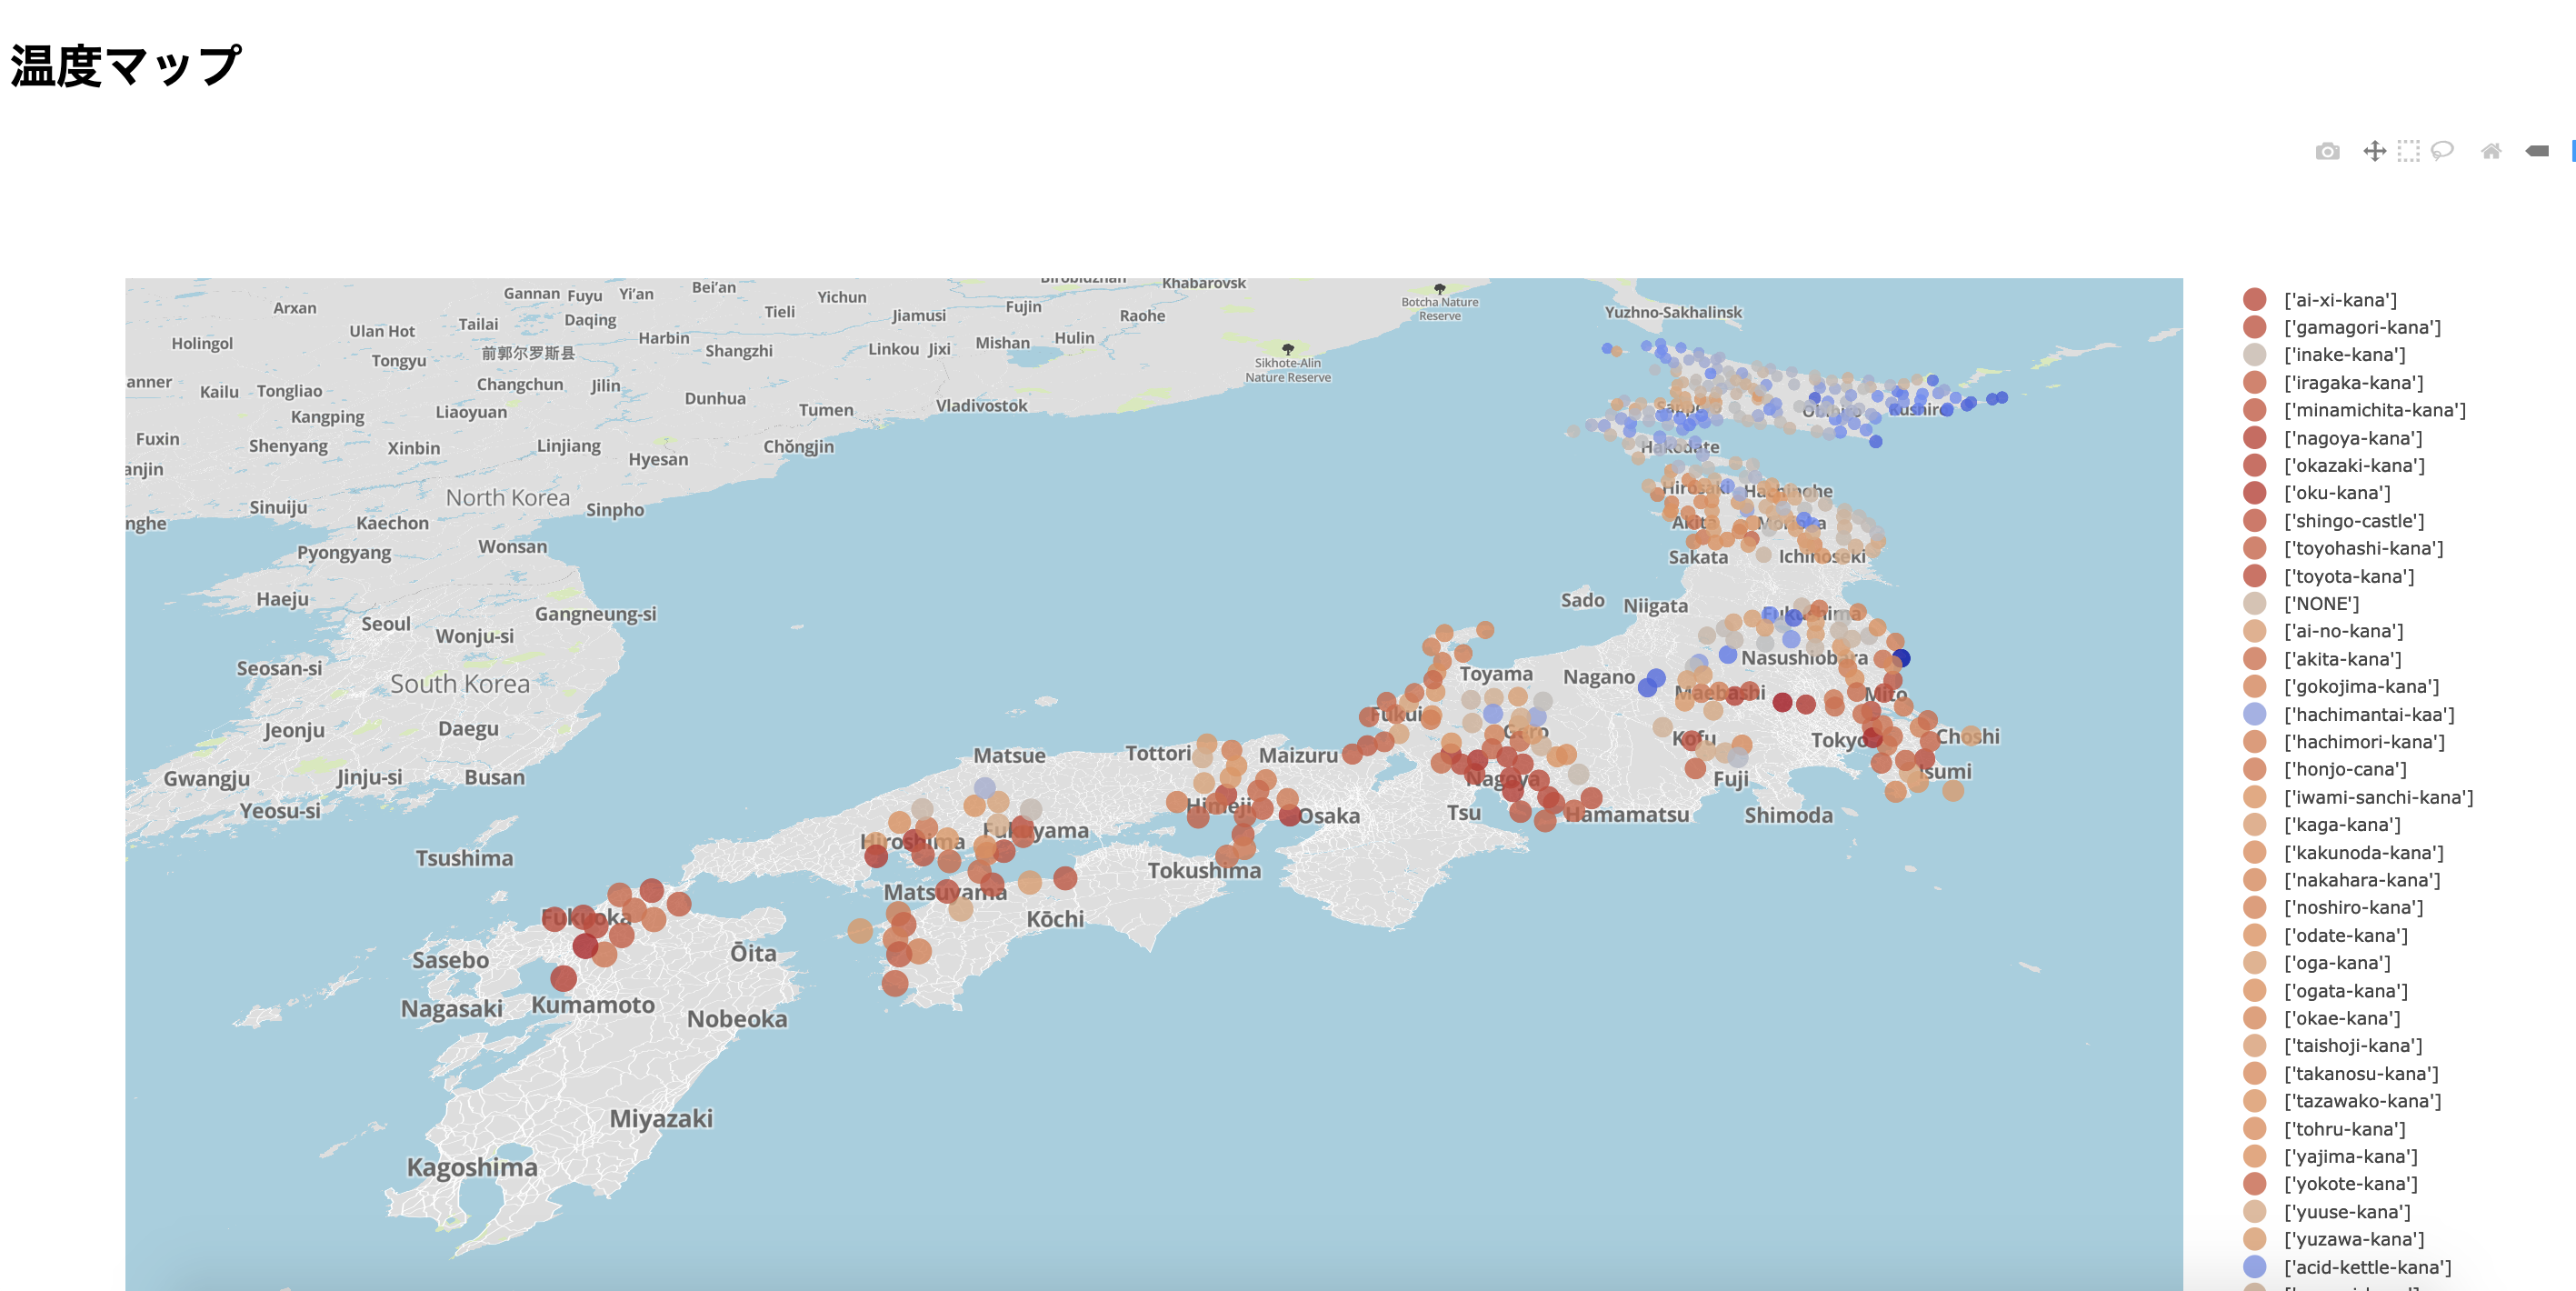 温度マップ
Birobidzhan
Khabarovsk
Arxan
Gannan
Fuyu
Yi'an
Bei'an
Yichun
Fujin
Botcha Nature
Reserve
Ulan Hot
Tailai
Daqing
Tieli
Jiamusi
Raohe
Yuzhno-Sakhalinsk
Holingol
Tongyu
前郭尔罗斯县
Harbin
Shangzhi
Linkou
Jixi
Mishan
Hulin
Sikhote-Alin
Nature Reserve
anner
Kailu
Tongliao
Changchun
Jilin
Dunhua
Tumen
Vladivostok
Kangping
Liaoyuan
Sapporo
Obihiro
Kushiro
Fuxin
Shenyang
Xinbin
Linjiang
Hyesan
Chŏngjin
Hakodate
anjin
North Korea
Sinuiju
Kaechon
Sinpho
Hirosaki
Hachinohe
nghe
Akita
Morioka
Pyongyang
Wonsan
Sakata
Ichinoseki
Haeju
Gangneung-si
Sado
Niigata
Seoul
Wonju-si
Fukushima
Seosan-si
South Korea
Toyama
Nagano
Nasushiobara
Maebashi
Mito
Jeonju
Daegu
Fukui
Gero
Kofu
Tokyo
Choshi
Matsue
Tottori
Maizuru
Gwangju
Jinju-si
Busan
Nagoya
Fuji
Isumi
Yeosu-si
Himeji
Osaka
Tsu
Hamamatsu
Shimoda
Hiroshima
Fukuyama
Tsushima
Tokushima
Matsuyama
Fukuoka
Kōchi
Sasebo
Ōita
Nagasaki
Kumamoto
Nobeoka
Miyazaki
Kagoshima
['ai-xi-kana']
['gamagori-kana']
['inake-kana']
['iragaka-kana']
['minamichita-kana']
['nagoya-kana']
['okazaki-kana']
['oku-kana']
['shingo-castle']
['toyohashi-kana']
['toyota-kana']
['NONE']
['ai-no-kana']
['akita-kana']
['gokojima-kana']
['hachimantai-kaa']
['hachimori-kana']
['honjo-cana']
['iwami-sanchi-kana']
['kaga-kana']
['kakunoda-kana']
['nakahara-kana']
['noshiro-kana']
['odate-kana']
['oga-kana']
['ogata-kana']
['okae-kana']
['taishoji-kana']
['takanosu-kana']
['tazawako-kana']
['tohru-kana']
['yajima-kana']
['yokote-kana']
['yuuse-kana']
['yuzawa-kana']
['acid-kettle-kana']